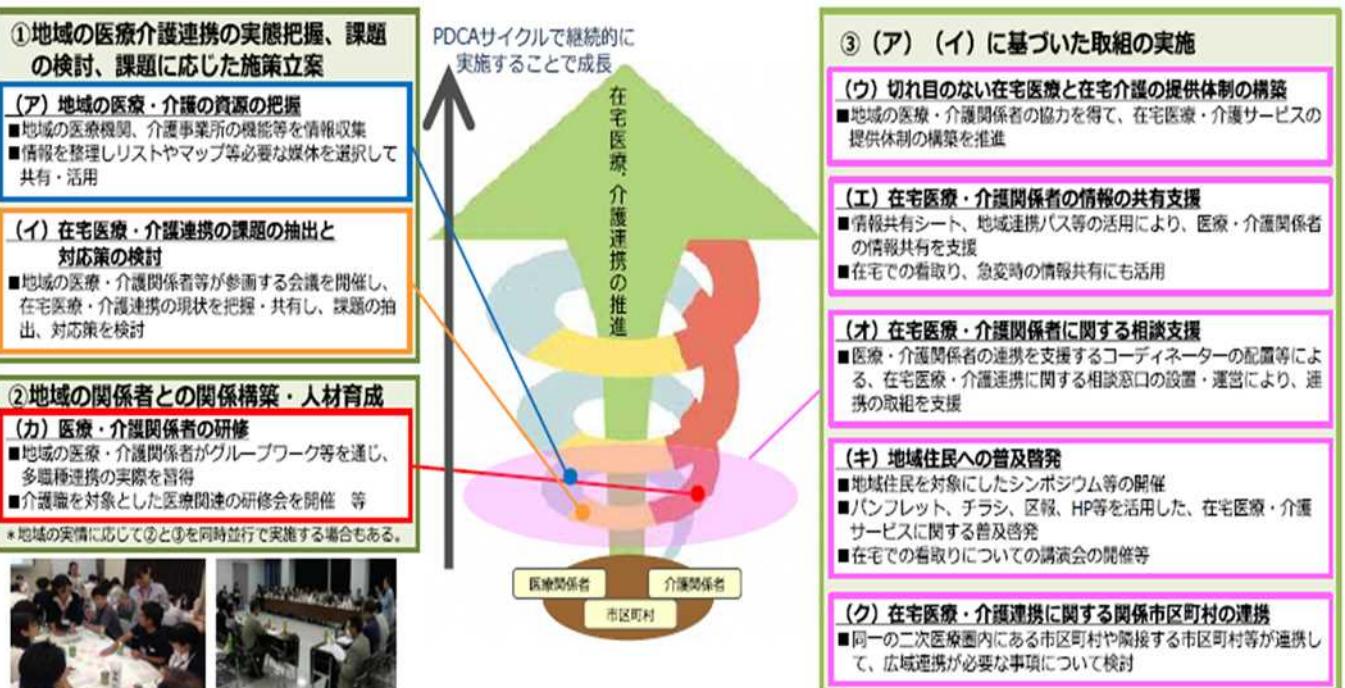 ①地域の医療介護連携の実態把握、課題
の検討、課題に応じた施策立案
（ア）地域の医療・介護の資源の把握
■地域の医療機関、介護事業所の機能等を情報収集
■情報を整理しリストやマップ等必要な媒体を選択して
共有・活用
（イ）在宅医療・介護連携の課題の抽出と
対応策の検討
■地域の医療・介護関係者等が参画する会議を開催し、
在宅医療・介護連携の現状を把握・共有し、課題の抽
出、対応策を検討
②地域の関係者との関係構築・人材育成
（カ）医療・介護関係者の研修
■地域の医療・介護関係者がグループワーク等を通じ、
多職種連携の実際を習得
■介護職を対象とした医療関連の研修会を開催　等
＊地域の実情に応じて②と③を同時並行で実施する場合もある。
PDCAサイクルで継続的に
実施することで成長
在宅医療、介護連携の推進
医療関係者
介護関係者
市区町村
③（ア）（イ）に基づいた取組の実施
（ウ）切れ目のない在宅医療と在宅介護の提供体制の構築
■地域の医療・介護関係者の協力を得て、在宅医療・介護サービスの
提供体制の構築を推進
（エ）在宅医療・介護関係者の情報の共有支援
■情報共有シート、地域連携パス等の活用により、医療・介護関係者
の情報共有を支援
■在宅での看取り、急変時の情報共有にも活用
（オ）在宅医療・介護関係者に関する相談支援
■医療・介護関係者の連携を支援するコーディネーターの配置等によ
る、在宅医療・介護連携に関する相談窓口の設置・運営により、連
携の取組を支援
（キ）地域住民への普及啓発
■地域住民を対象にしたシンポジウム等の開催
■パンフレット、チラシ、区報、HP等を活用した、在宅医療・介護
サービスに関する普及啓発
■在宅での看取りについての講演会の開催等
（ク）在宅医療・介護連携に関する関係市区町村の連携
■同一の二次医療圏内にある市区町村や隣接する市区町村等が連携し
て、広域連携が必要な事項について検討